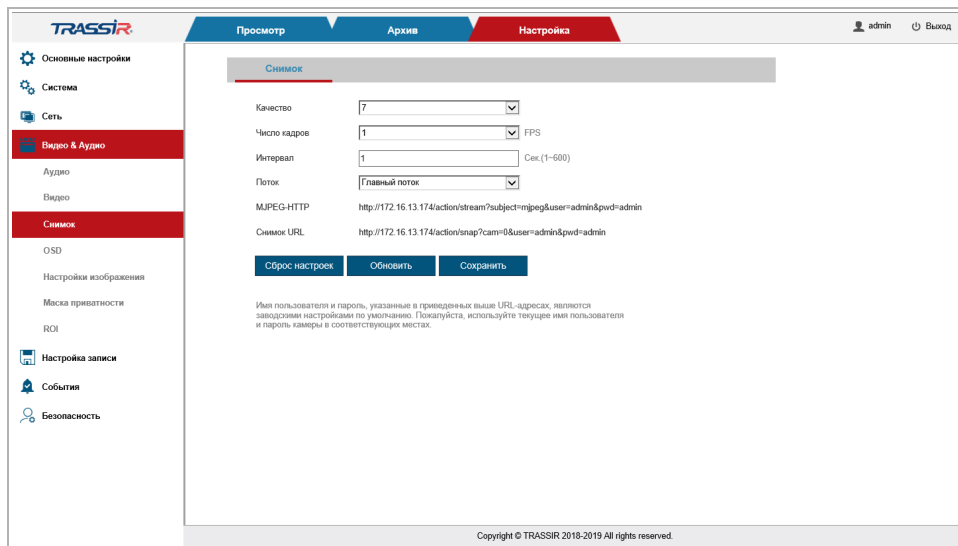 TRASSIR
Просмотр
Архив
Настройка
admin
Выход
Основные настройки
Система
Сеть
Видео & Аудио
Аудио
Видео
Снимок
OSD
Настройки изображения
Маска приватности
ROI
Настройка записи
События
Безопасность
Снимок
Качество 7
Число кадров 1 FPS
Интервал 1 Сек.(1~600)
Поток Главный поток
MJPEG-HTTP http://172.16.13.174/action/stream?subject=mjpeg&user=admin&pwd=admin
Снимок URL http://172.16.13.174/action/snap?cam=0&user=admin&pwd=admin
Сброс настроек Обновить Сохранить
Имя пользователя и пароль, указанные в приведенных выше URL-адресах, являются
заводскими настройками по умолчанию. Пожалуйста, используйте текущее имя пользователя
и пароль камеры в соответствующих местах.
Copyright © TRASSIR 2018-2019 All rights reserved.